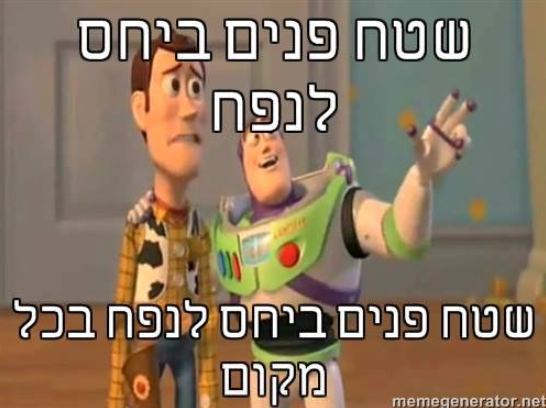 שטח פנים ביחס
לנפח
שטח פנים ביחס לנפח בכל
מקום
memegenerator.net